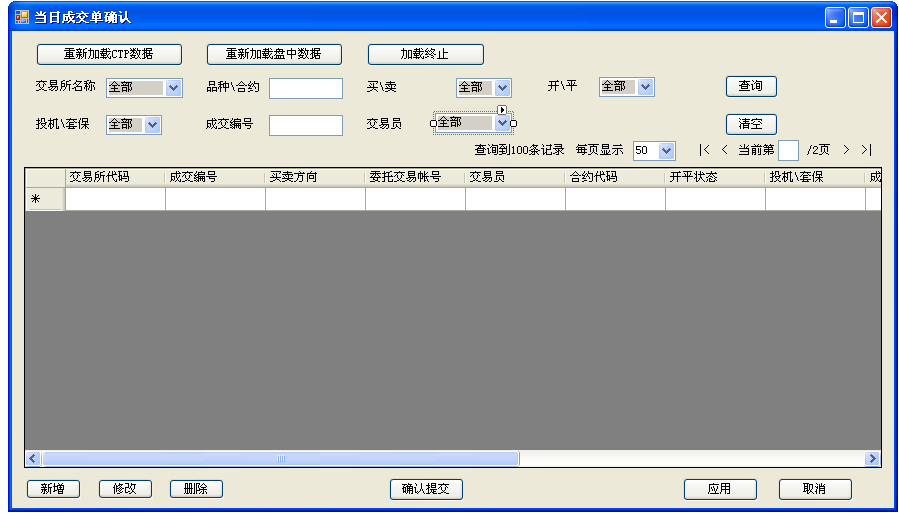 当日成交单确认
重新加载CTP数据 重新加载盘中数据 加载终止
交易所名称 全部 品种\合约 买\卖 全部 开\平 全部 查询
投机\套保 全部 成交编号 交易员 全部 清空
查询到100条记录 每页显示 50 |< < 当前第 /2页 > >|
交易所代码 成交编号 买卖方向 委托交易帐号 交易员 合约代码 开平状态 投机\套保 成
*
新增 修改 删除 确认提交 应用 取消